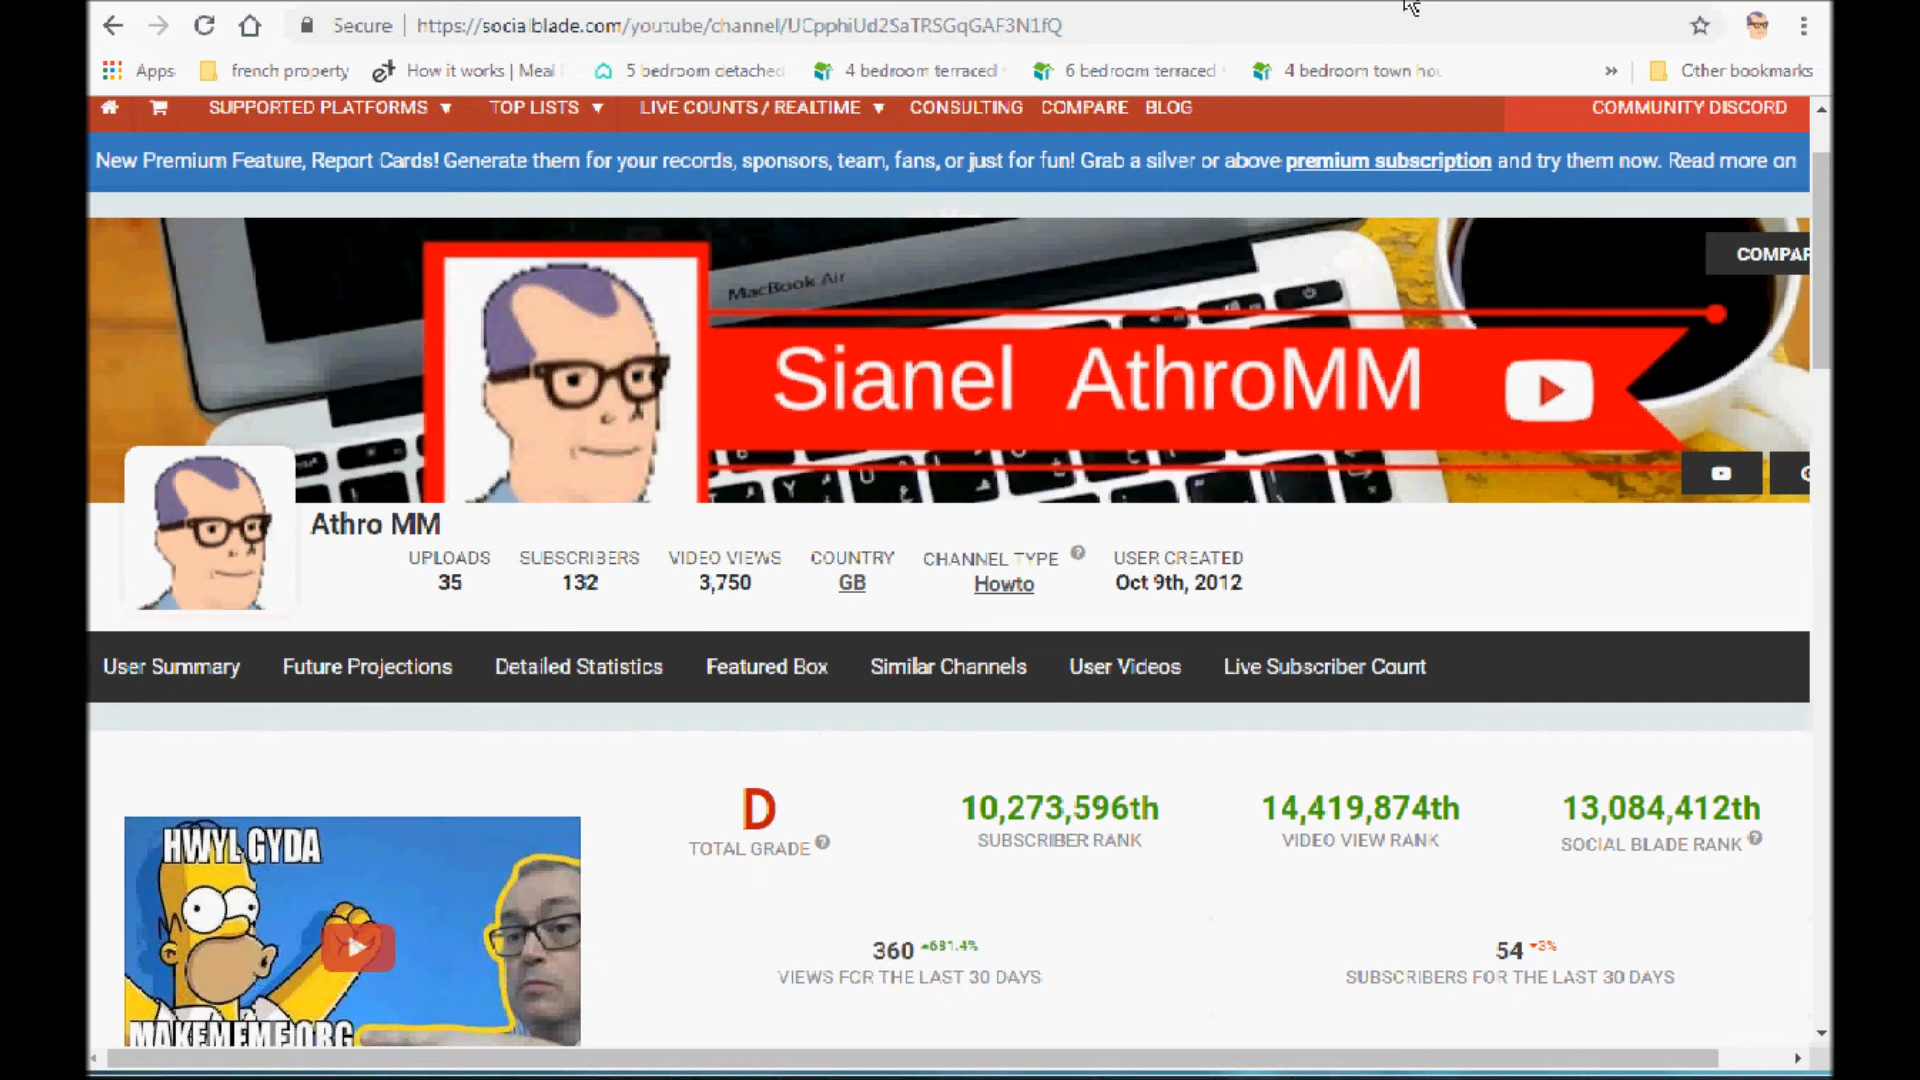 Secure https://socialblade.com/youtube/channel/UCpphiUd2SaTRSGqGAF3N1fQ
Apps french property How it works | Meal 5 bedroom detached 4 bedroom terraced 6 bedroom terraced 4 bedroom town hou » Other bookmarks
SUPPORTED PLATFORMS TOP LISTS LIVE COUNTS / REALTIME CONSULTING COMPARE BLOG COMMUNITY DISCORD
New Premium Feature, Report Cards! Generate them for your records, sponsors, team, fans, or just for fun! Grab a silver or above premium subscription and try them now. Read more on
COMPAR
MacBook Air
Sianel AthroMM
Athro MM
UPLOADS SUBSCRIBERS VIDEO VIEWS COUNTRY CHANNEL TYPE USER CREATED
35 132 3,750 GB Howto Oct 9th, 2012
User Summary Future Projections Detailed Statistics Featured Box Similar Channels User Videos Live Subscriber Count
D 10,273,596th 14,419,874th 13,084,412th
TOTAL GRADE SUBSCRIBER RANK VIDEO VIEW RANK SOCIAL BLADE RANK
HWYL GYDA
MAKEMEME.ORG
360 681.4% 54 3%
VIEWS FOR THE LAST 30 DAYS SUBSCRIBERS FOR THE LAST 30 DAYS